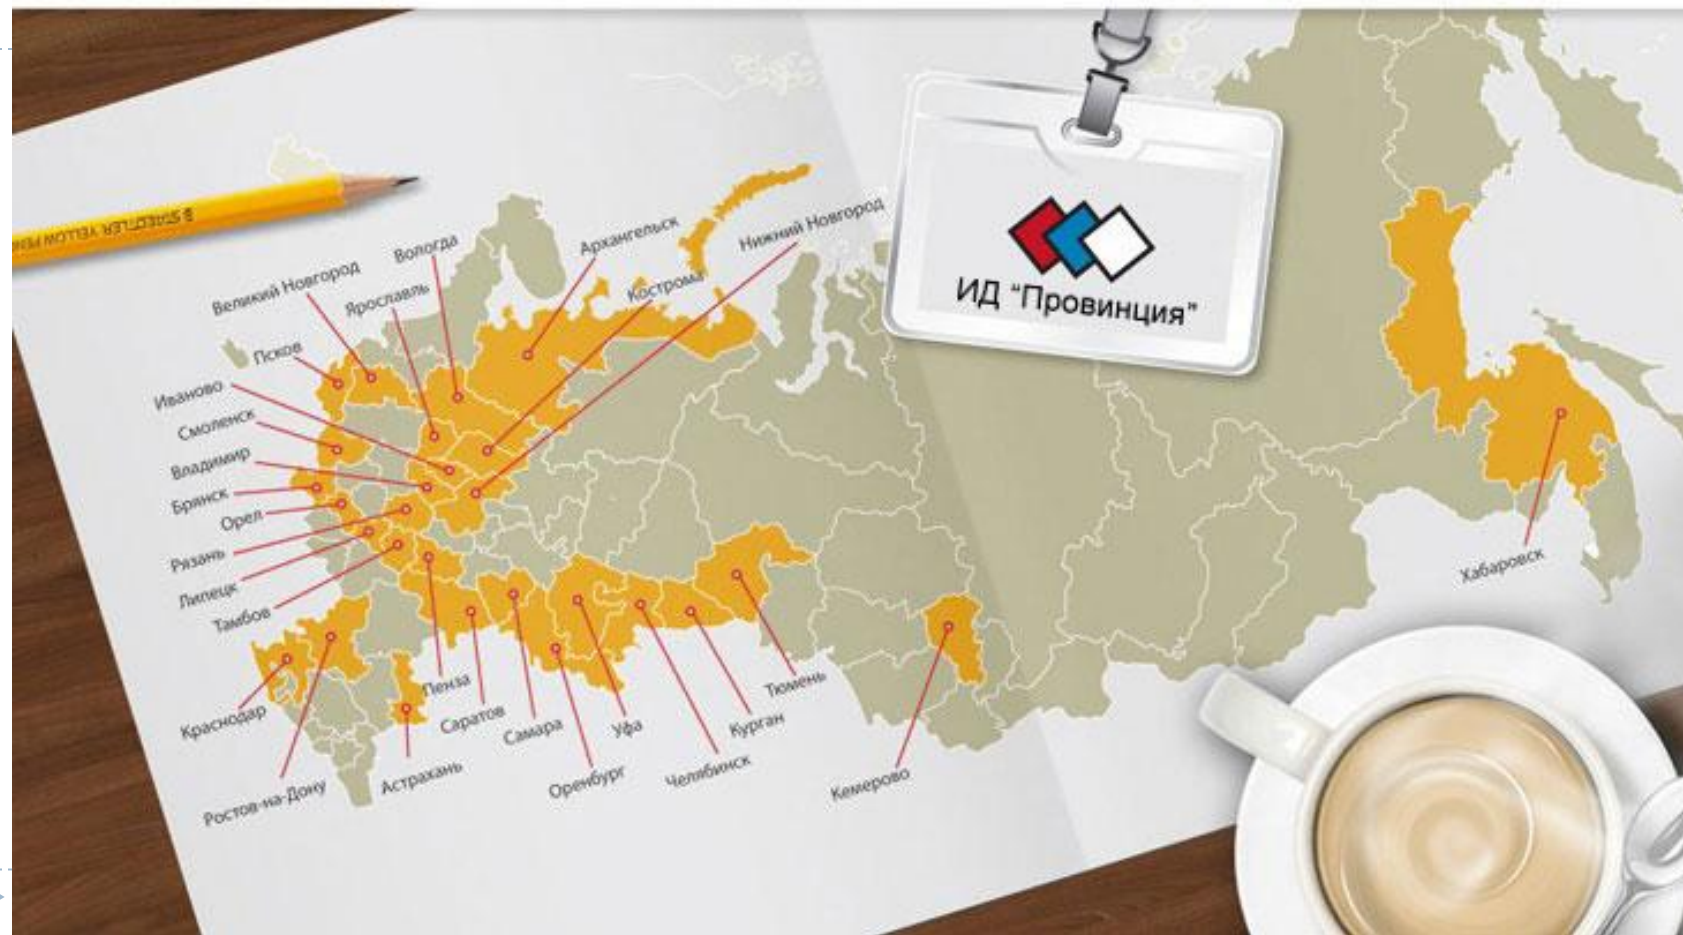 STAEDTLER YELLOW PEN
Вологда
Архангельск
Нижний Новгород
Великий Новгород
Ярославль
Кострома
Псков
Иваново
Смоленск
Владимир
Брянск
Орел
Рязань
Липецк
Тамбов
Краснодар
Ростов-на-Дону
Астрахань
Пенза
Саратов
Самара
Оренбург
Уфа
Челябинск
Курган
Тюмень
Кемерово
Хабаровск
ИД "Провинция"